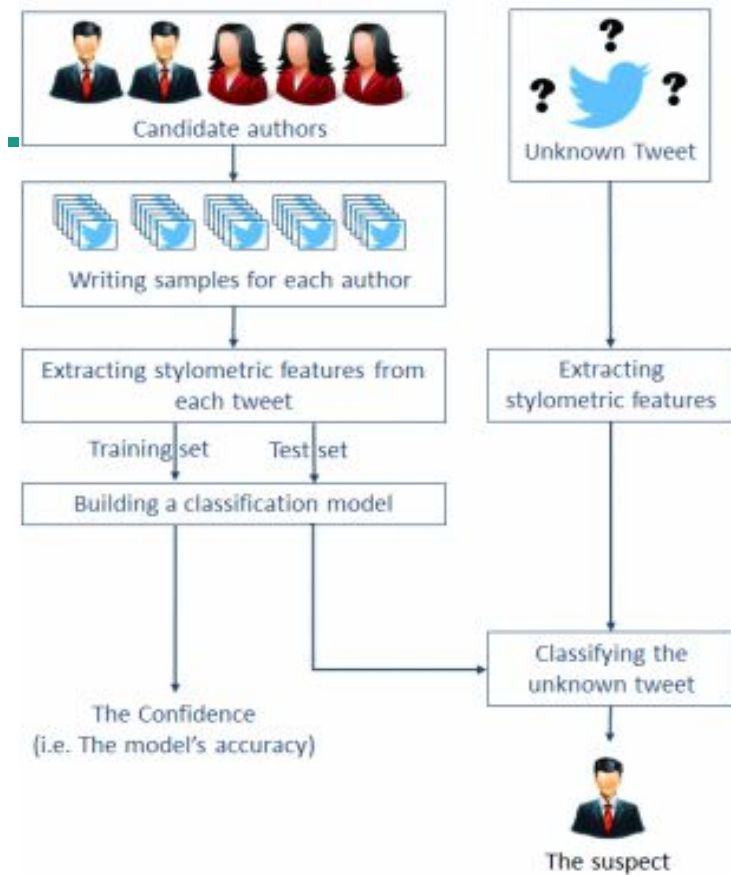 Candidate authors
Writing samples for each author
Extracting stylometric features from
each tweet
Training set
Test set
Building a classification model
The Confidence
(i.e. The model's accuracy)
? ? ?
Unknown Tweet
Extracting
stylometric features
Classifying the
unknown tweet
The suspect